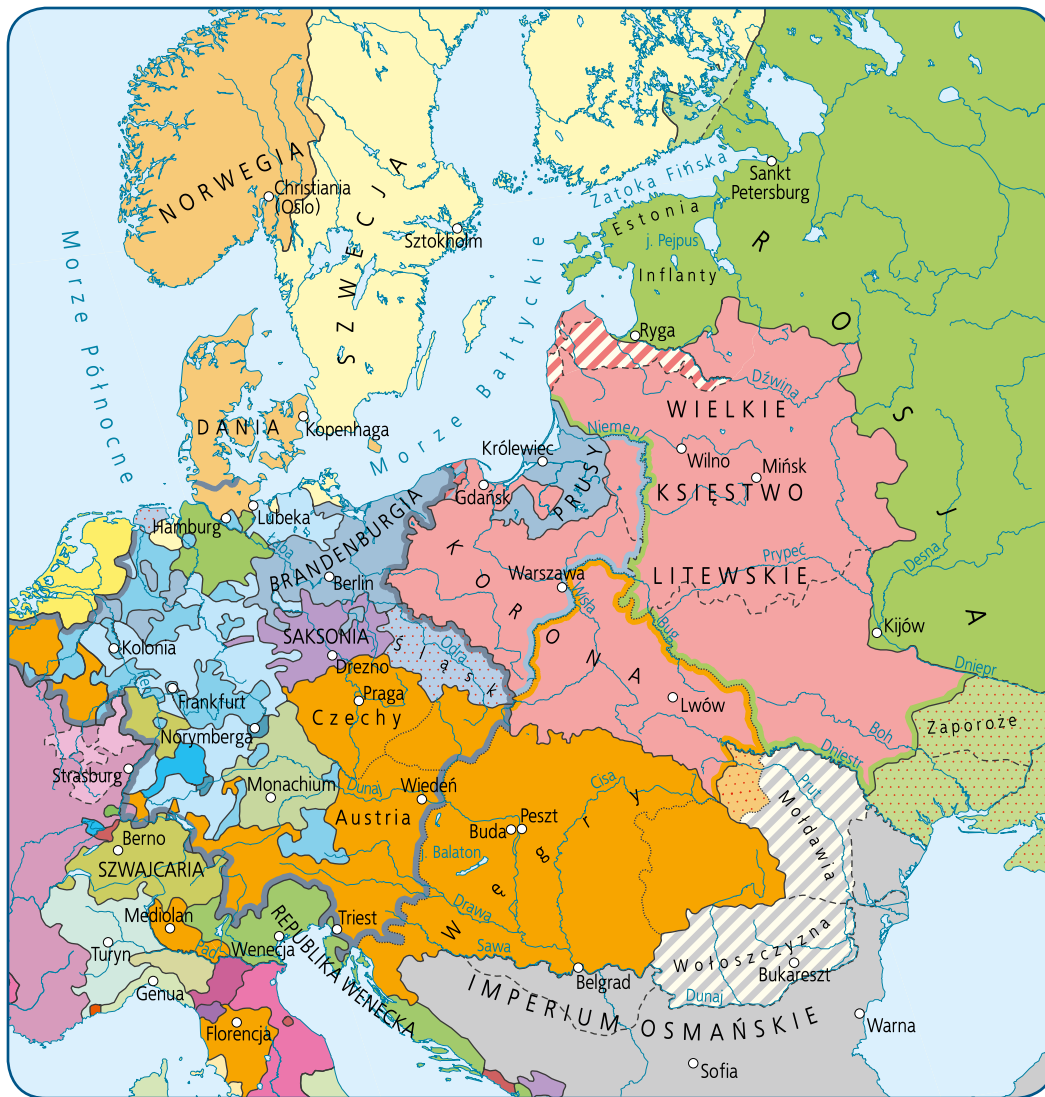 NORWEGIA
Christiania
(Oslo)
SZWECJA
Sztokholm
Zatoka Fińska
Sankt
Petersburg
Estonia
j. Pejpus
Inflanty
ROSJA
Morze Północne
Morze Bałtyckie
Ryga
Dźwina
DANIA
Kopenhaga
WIELKIE
KSIĘSTWO
LITEWSKIE
Niemen
Wilno
Mińsk
Królewiec
PRUSY
Gdańsk
Hamburg
Lubeka
Łaba
BRANDENBURGIA
Berlin
KORONA
Warszawa
Wisła
Bug
Prypeć
Desna
Kijów
Dniepr
Zaporoże
Kolonia
Ren
SAKSONIA
Drezno
Śląsk
Odra
Frankfurt
Praga
Czechy
Norymberga
Lwów
Boh
Dniestr
Strasburg
Monachium
Dunaj
Wiedeń
Austria
Cisa
Prut
Mołdawia
Buda
Peszt
j. Balaton
Węgry
Berno
SZWAJCARIA
Mediolan
Drawa
Sawa
Triest
REPUBLIKA WENECKA
Wenecja
Turyn
Pad
Genua
Florencja
Belgrad
Wołoszczyzna
Bukareszt
Dunaj
IMPERIUM OSMAŃSKIE
Warna
Sofia